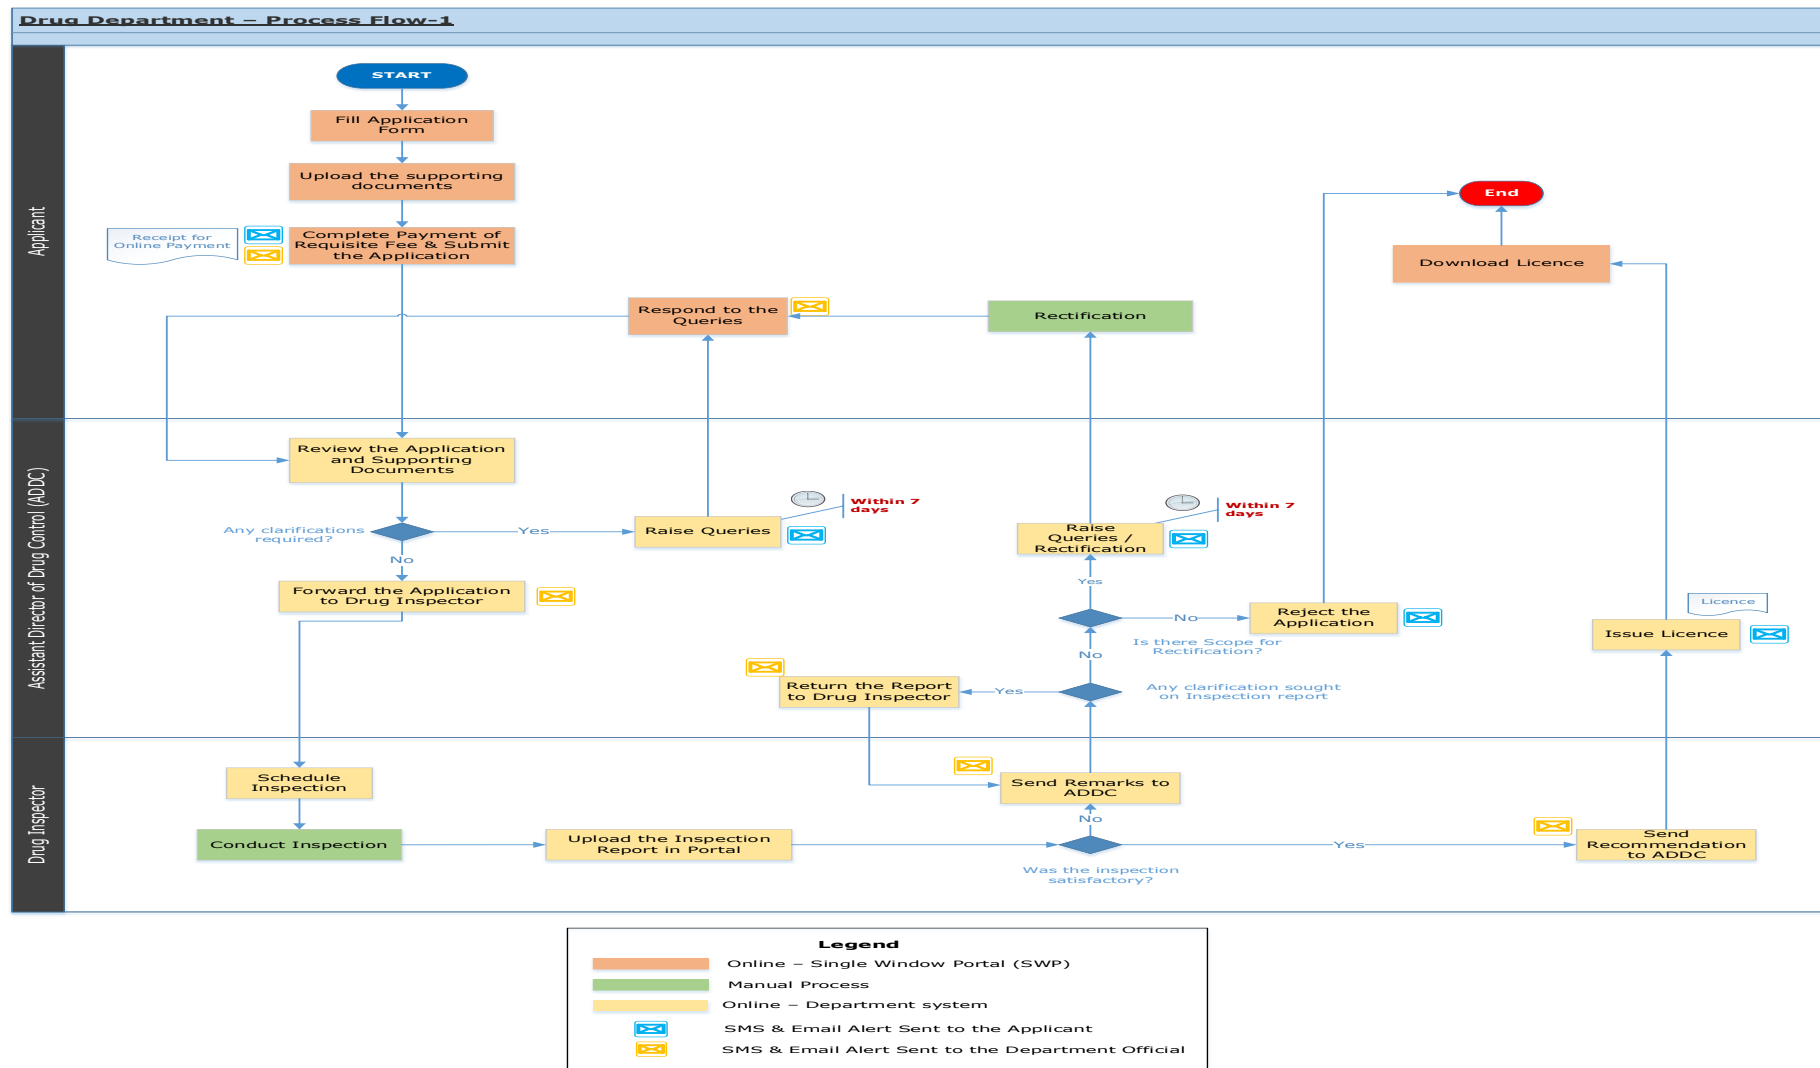 Drug Department – Process Flow-1
Applicant
START
Fill Application
Form
Upload the supporting
documents
Receipt for
Online Payment
Complete Payment of
Requisite Fee & Submit
the Application
Respond to the
Queries
Rectification
End
Download Licence
Assistant Director of Drug Control (ADDC)
Review the Application
and Supporting
Documents
Any clarifications
required?
Yes
No
Raise Queries
Within 7
days
Forward the Application
to Drug Inspector
Raise
Queries /
Rectification
Within 7
days
Yes
No
Is there Scope for
Rectification?
Reject the
Application
Licence
Issue Licence
No
Return the Report
to Drug Inspector
Yes
Any clarification sought
on Inspection report
Drug Inspector
Schedule
Inspection
Conduct Inspection
Upload the Inspection
Report in Portal
Send Remarks to
ADDC
No
Was the inspection
satisfactory?
Yes
Send
Recommendation
to ADDC
Legend
Online – Single Window Portal (SWP)
Manual Process
Online – Department system
SMS & Email Alert Sent to the Applicant
SMS & Email Alert Sent to the Department Official